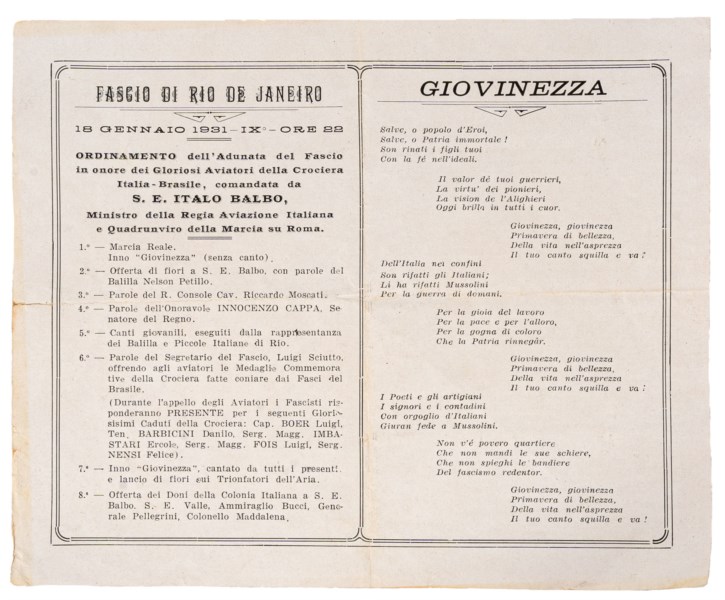 FASCIO DI RIO DE JANEIRO
18 GENNAIO 1931-IXº-ORE 22
ORDINAMENTO dell'Adunata del Fascio
in onore dei Gloriosi Aviatori della Crociera
Italia-Brasile, comandata da
S. E. ITALO BALBO,
Ministro della Regia Aviazione Italiana
e Quadrunviro della Marcia su Roma.
1.º — Marcia Reale.
Inno "Giovinezza" (senza canto).
2.º — Offerta di fiori a S. E. Balbo, con parole del
Balilla Nelson Petillo.
3.º — Parole del R. Console Cav. Riccardo Moscati.
4.º — Parole dell'Onoravole INNOCENZO CAPPA, Se
natore del Regno.
5.º — Canti giovanili, eseguiti dalla rappresentanza
dei Balilla e Piccole Italiane di Rio.
6.º — Parole del Segretario del Fascio, Luigi Sciutto,
offrendo agli aviatori le Medaglie Commemora
tive della Crociera fatte coniare dai Fasci del
Brasile.
(Durante l'appello degli Aviatori i Fascisti ris-
ponderanno PRESENTE per i seguenti Glori-
sisimi Caduti della Crociera: Cap. BOER Luigi,
Ten. BARBICINI Danilo, Serg. Magg. IMBA-
STARI Ercole, Serg. Magg. FOIS Luigi, Serg.
NENSI Felice).
7.º — Inno "Giovinezza", cantato da tutti i presenti
e lancio di fiori sui Trionfatori dell'Aria.
8.º — Offerta dei Doni della Colonia Italiana a S. E.
Balbo, S. E. Valle, Ammiraglio Bucci, Gene-
rale Pellegrini, Colonello Maddalena.
GIOVINEZZA
Salve, o popolo d'Eroi,
Salve, o Patria immortale!
Son rinati i figli tuoi
Con la fé nell'ideali.
Il valor dé tuoi guerrieri,
La virtu' dei pionieri,
La vision de l'Alighieri
Oggi brilla in tutti i cuor.
Giovinezza, giovinezza
Primavera di bellezza,
Della vita nell'asprezza
Il tuo canto squilla e va!
Dell'Italia nei confini
Son rifatti gli Italiani;
Li ha rifatti Mussolini
Per la guerra di domani.
Per la gioia del lavoro
Per la pace e per l'alloro,
Per la gogna di coloro
Che la Patria rinnegâr.
Giovinezza, giovinezza
Primavera di bellezza,
Della vita nell'asprezza
Il tuo canto squilla e va!
I Poeti e gli artigiani
I signori e i contadini
Con orgoglio d'Italiani
Giuran fede a Mussolini.
Non v'é povero quartiere
Che non mandi le sue schiere,
Che non spieghi le bandiere
Del fascismo redentor.
Giovinezza, giovinezza
Primavera di bellezza,
Della vita nell'asprezza
Il tuo canto squilla e va!